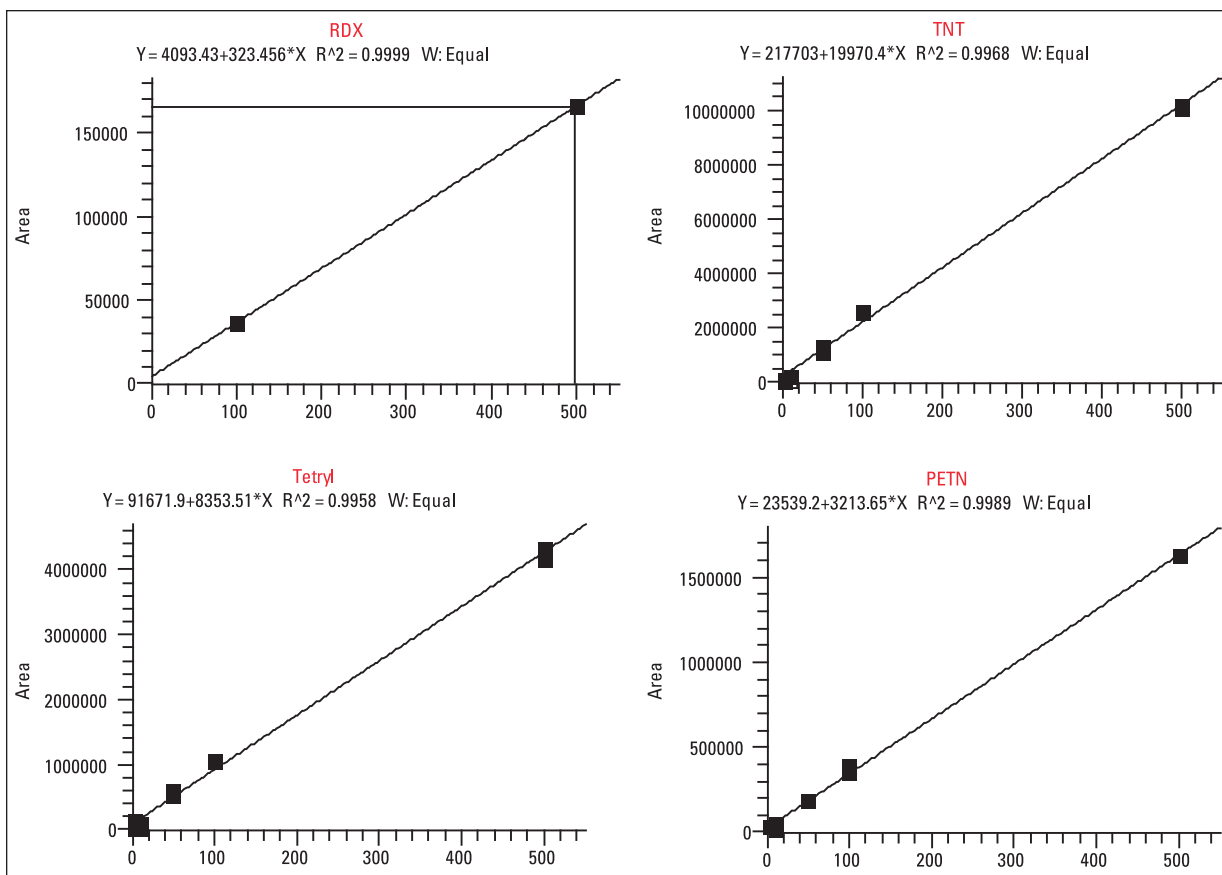 RDX
Y = 4093.43+323.456*X R^2 = 0.9999 W: Equal
150000
100000
50000
0
Area
0 100 200 300 400 500
TNT
Y = 217703+19970.4*X R^2 = 0.9968 W: Equal
10000000
8000000
6000000
4000000
2000000
0
Area
0 100 200 300 400 500
Tetryl
Y = 91671.9+8353.51*X R^2 = 0.9958 W: Equal
4000000
3000000
2000000
1000000
0
Area
0 100 200 300 400 500
PETN
Y = 23539.2+3213.65*X R^2 = 0.9989 W: Equal
1500000
1000000
500000
0
Area
0 100 200 300 400 500